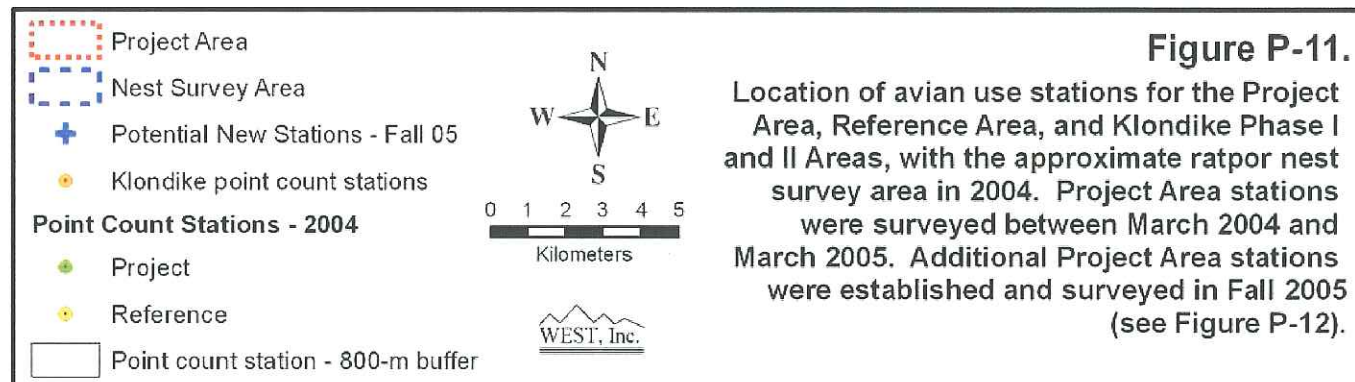 Project Area
Nest Survey Area
Potential New Stations - Fall 05
Klondike point count stations
Point Count Stations - 2004
Project
Reference
Point count station - 800-m buffer
N
W E
S
0 1 2 3 4 5
Kilometers
WEST, Inc.
Figure P-11.
Location of avian use stations for the Project
Area, Reference Area, and Klondike Phase I
and II Areas, with the approximate ratpor nest
survey area in 2004. Project Area stations
were surveyed between March 2004 and
March 2005. Additional Project Area stations
were established and surveyed in Fall 2005
(see Figure P-12).